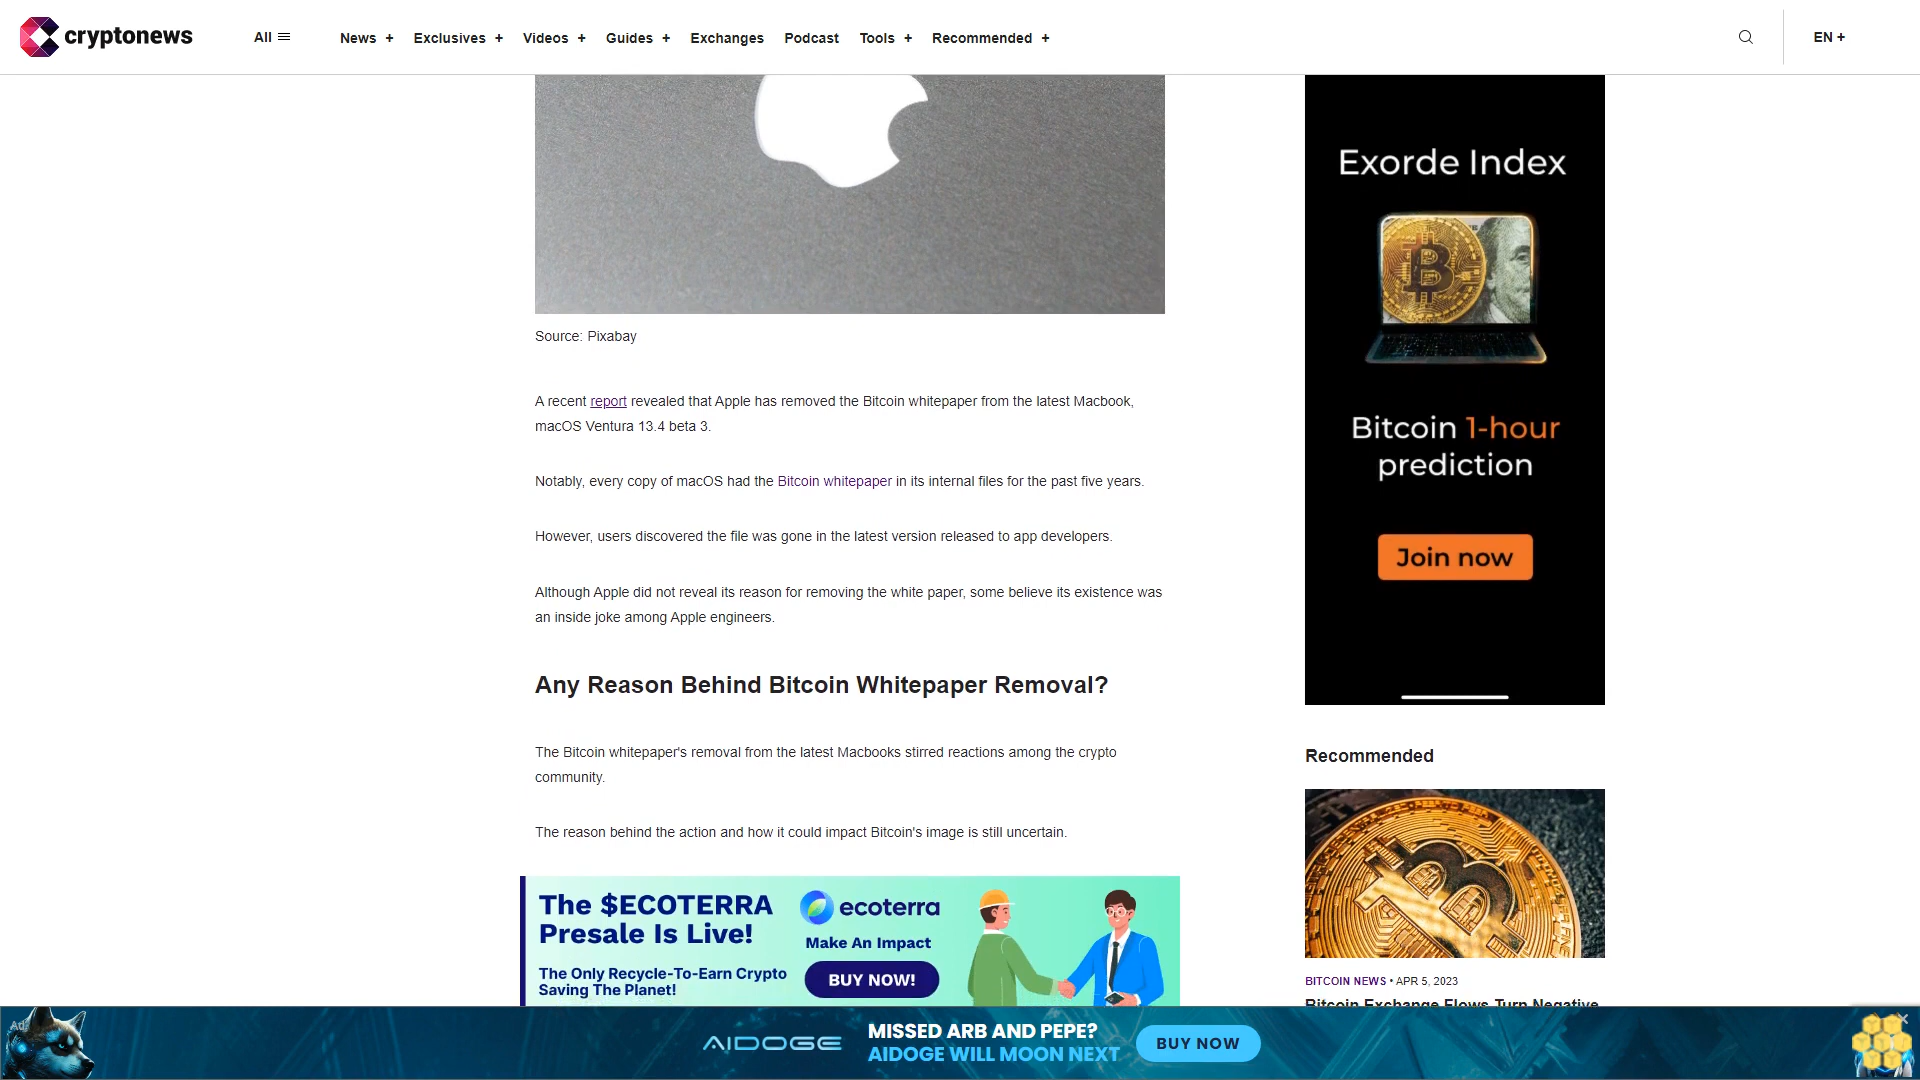 cryptonews
All
News +
Exclusives +
Videos +
Guides +
Exchanges
Podcast
Tools +
Recommended +
EN +
Source: Pixabay
A recent report revealed that Apple has removed the Bitcoin whitepaper from the latest Macbook,
macOS Ventura 13.4 beta 3.
Notably, every copy of macOS had the Bitcoin whitepaper in its internal files for the past five years.
However, users discovered the file was gone in the latest version released to app developers.
Although Apple did not reveal its reason for removing the white paper, some believe its existence was
an inside joke among Apple engineers.
Any Reason Behind Bitcoin Whitepaper Removal?
The Bitcoin whitepaper's removal from the latest Macbooks stirred reactions among the crypto
community.
The reason behind the action and how it could impact Bitcoin's image is still uncertain.
The $ECOTERRA
Presale Is Live!
The Only Recycle-To-Earn Crypto
Saving The Planet!
ecoterra
Make An Impact
BUY NOW!
Exorde Index
Bitcoin 1-hour
prediction
Join now
Recommended
BITCOIN NEWS • APR 5, 2023
Bitcoin Exchange Flows Turn Negative
Ad
AIDOGE
MISSED ARB AND PEPE?
AIDOGE WILL MOON NEXT
BUY NOW